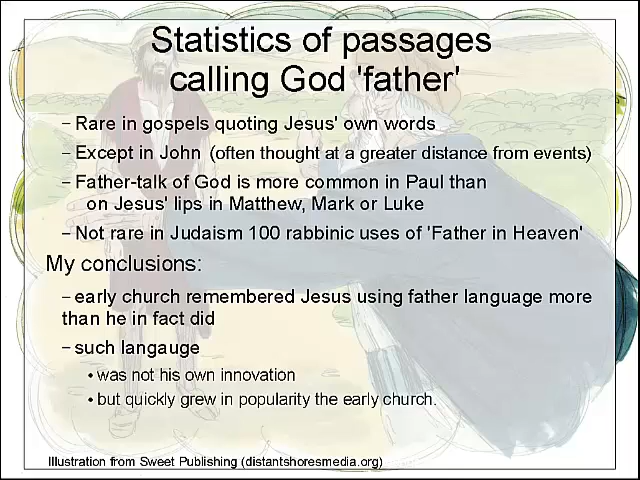 Statistics of passages
calling God 'father'
– Rare in gospels quoting Jesus' own words
– Except in John (often thought at a greater distance from events)
– Father-talk of God is more common in Paul than
on Jesus' lips in Matthew, Mark or Luke
– Not rare in Judaism 100 rabbinic uses of 'Father in Heaven'
My conclusions:
– early church remembered Jesus using father language more
than he in fact did
– such langauge
• was not his own innovation
• but quickly grew in popularity the early church.
Illustration from Sweet Publishing (distantshoresmedia.org)